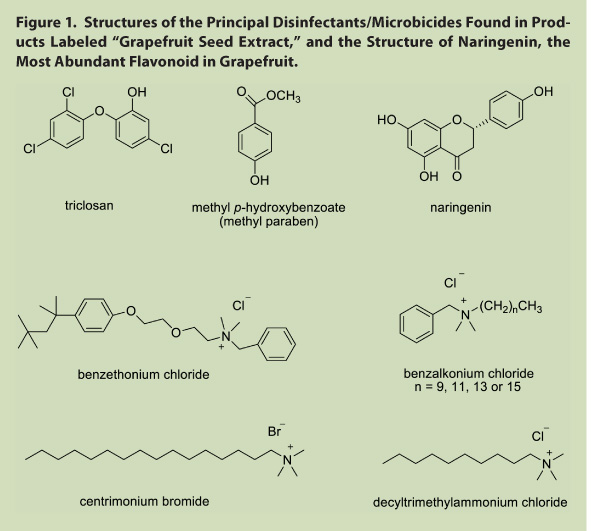 Figure 1. Structures of the Principal Disinfectants/Microbicides Found in Prod-
ucts Labeled “Grapefruit Seed Extract,” and the Structure of Naringenin, the
Most Abundant Flavonoid in Grapefruit.
Cl
OH
O
Cl
Cl
triclosan
O
OCH3
OH
methyl p-hydroxybenzoate
(methyl paraben)
OH
HO
O
OH
O
naringenin
Cl−
O
O
N
+
benzethonium chloride
Cl−
+
N
(CH2)nCH3
benzalkonium chloride
n = 9, 11, 13 or 15
Br−
+
N
centrimonium bromide
Cl−
+
N
decyltrimethylammonium chloride